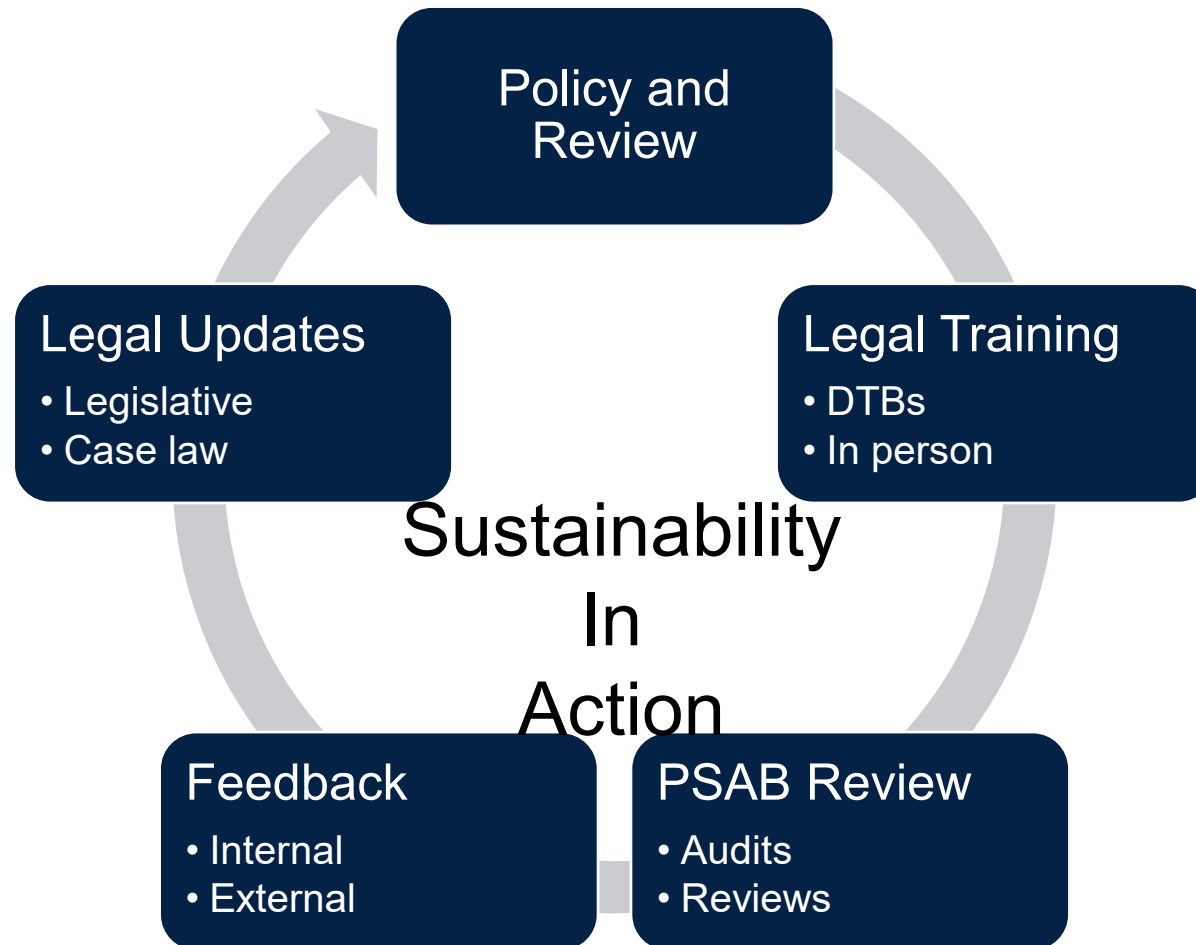 Policy and
Review
Legal Updates
• Legislative
• Case law
Legal Training
• DTBs
• In person
Sustainability
In
Action
Feedback
• Internal
• External
PSAB Review
• Audits
• Reviews